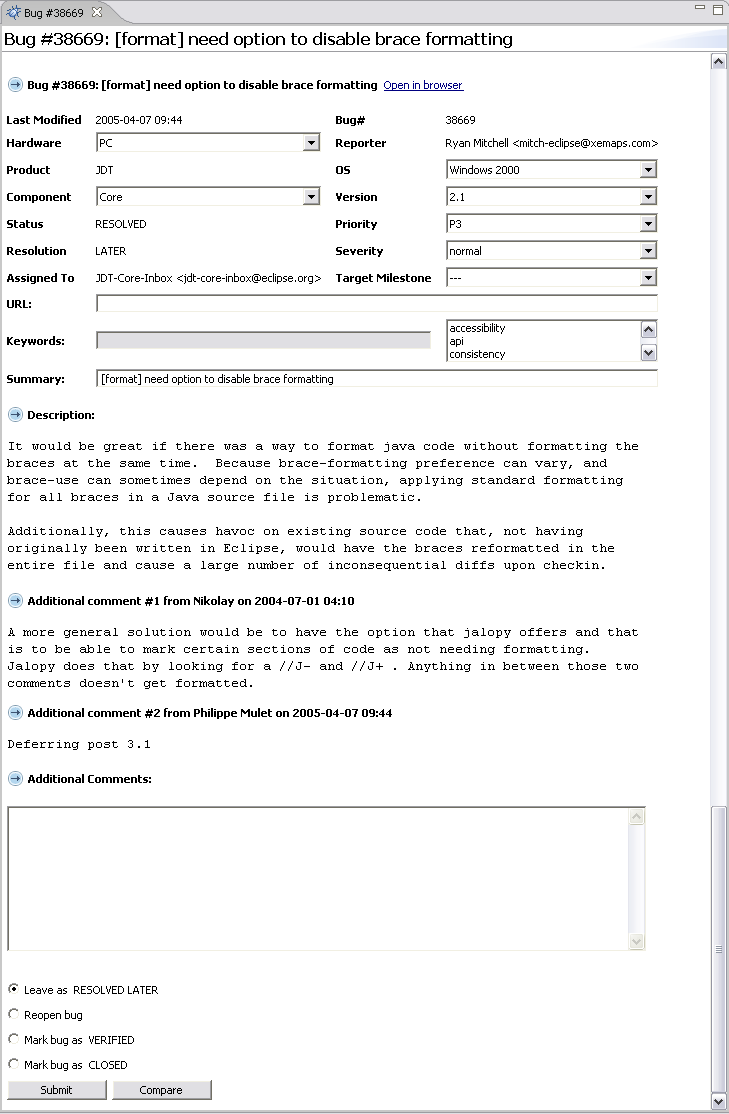 Bug #38669
Bug #38669: [format] need option to disable brace formatting
Bug #38669: [format] need option to disable brace formatting Open in browser
Last Modified 2005-04-07 09:44 Bug# 38669
Hardware PC Reporter Ryan Mitchell <mitch-eclipse@xemaps.com>
Product JDT OS Windows 2000
Component Core Version 2.1
Status RESOLVED Priority P3
Resolution LATER Severity normal
Assigned To JDT-Core-Inbox <jdt-core-inbox@eclipse.org> Target Milestone ---
URL:
Keywords: accessibility
api
consistency
Summary: [format] need option to disable brace formatting
Description:
It would be great if there was a way to format java code without formatting the
braces at the same time.  Because brace-formatting preference can vary, and
brace-use can sometimes depend on the situation, applying standard formatting
for all braces in a Java source file is problematic.
Additionally, this causes havoc on existing source code that, not having
originally been written in Eclipse, would have the braces reformatted in the
entire file and cause a large number of inconsequential diffs upon checkin.
Additional comment #1 from Nikolay on 2004-07-01 04:10
A more general solution would be to have the option that jalopy offers and that
is to be able to mark certain sections of code as not needing formatting.
Jalopy does that by looking for a //J- and //J+ . Anything in between those two
comments doesn't get formatted.
Additional comment #2 from Philippe Mulet on 2005-04-07 09:44
Deferring post 3.1
Additional Comments:
Leave as RESOLVED LATER
Reopen bug
Mark bug as VERIFIED
Mark bug as CLOSED
Submit Compare